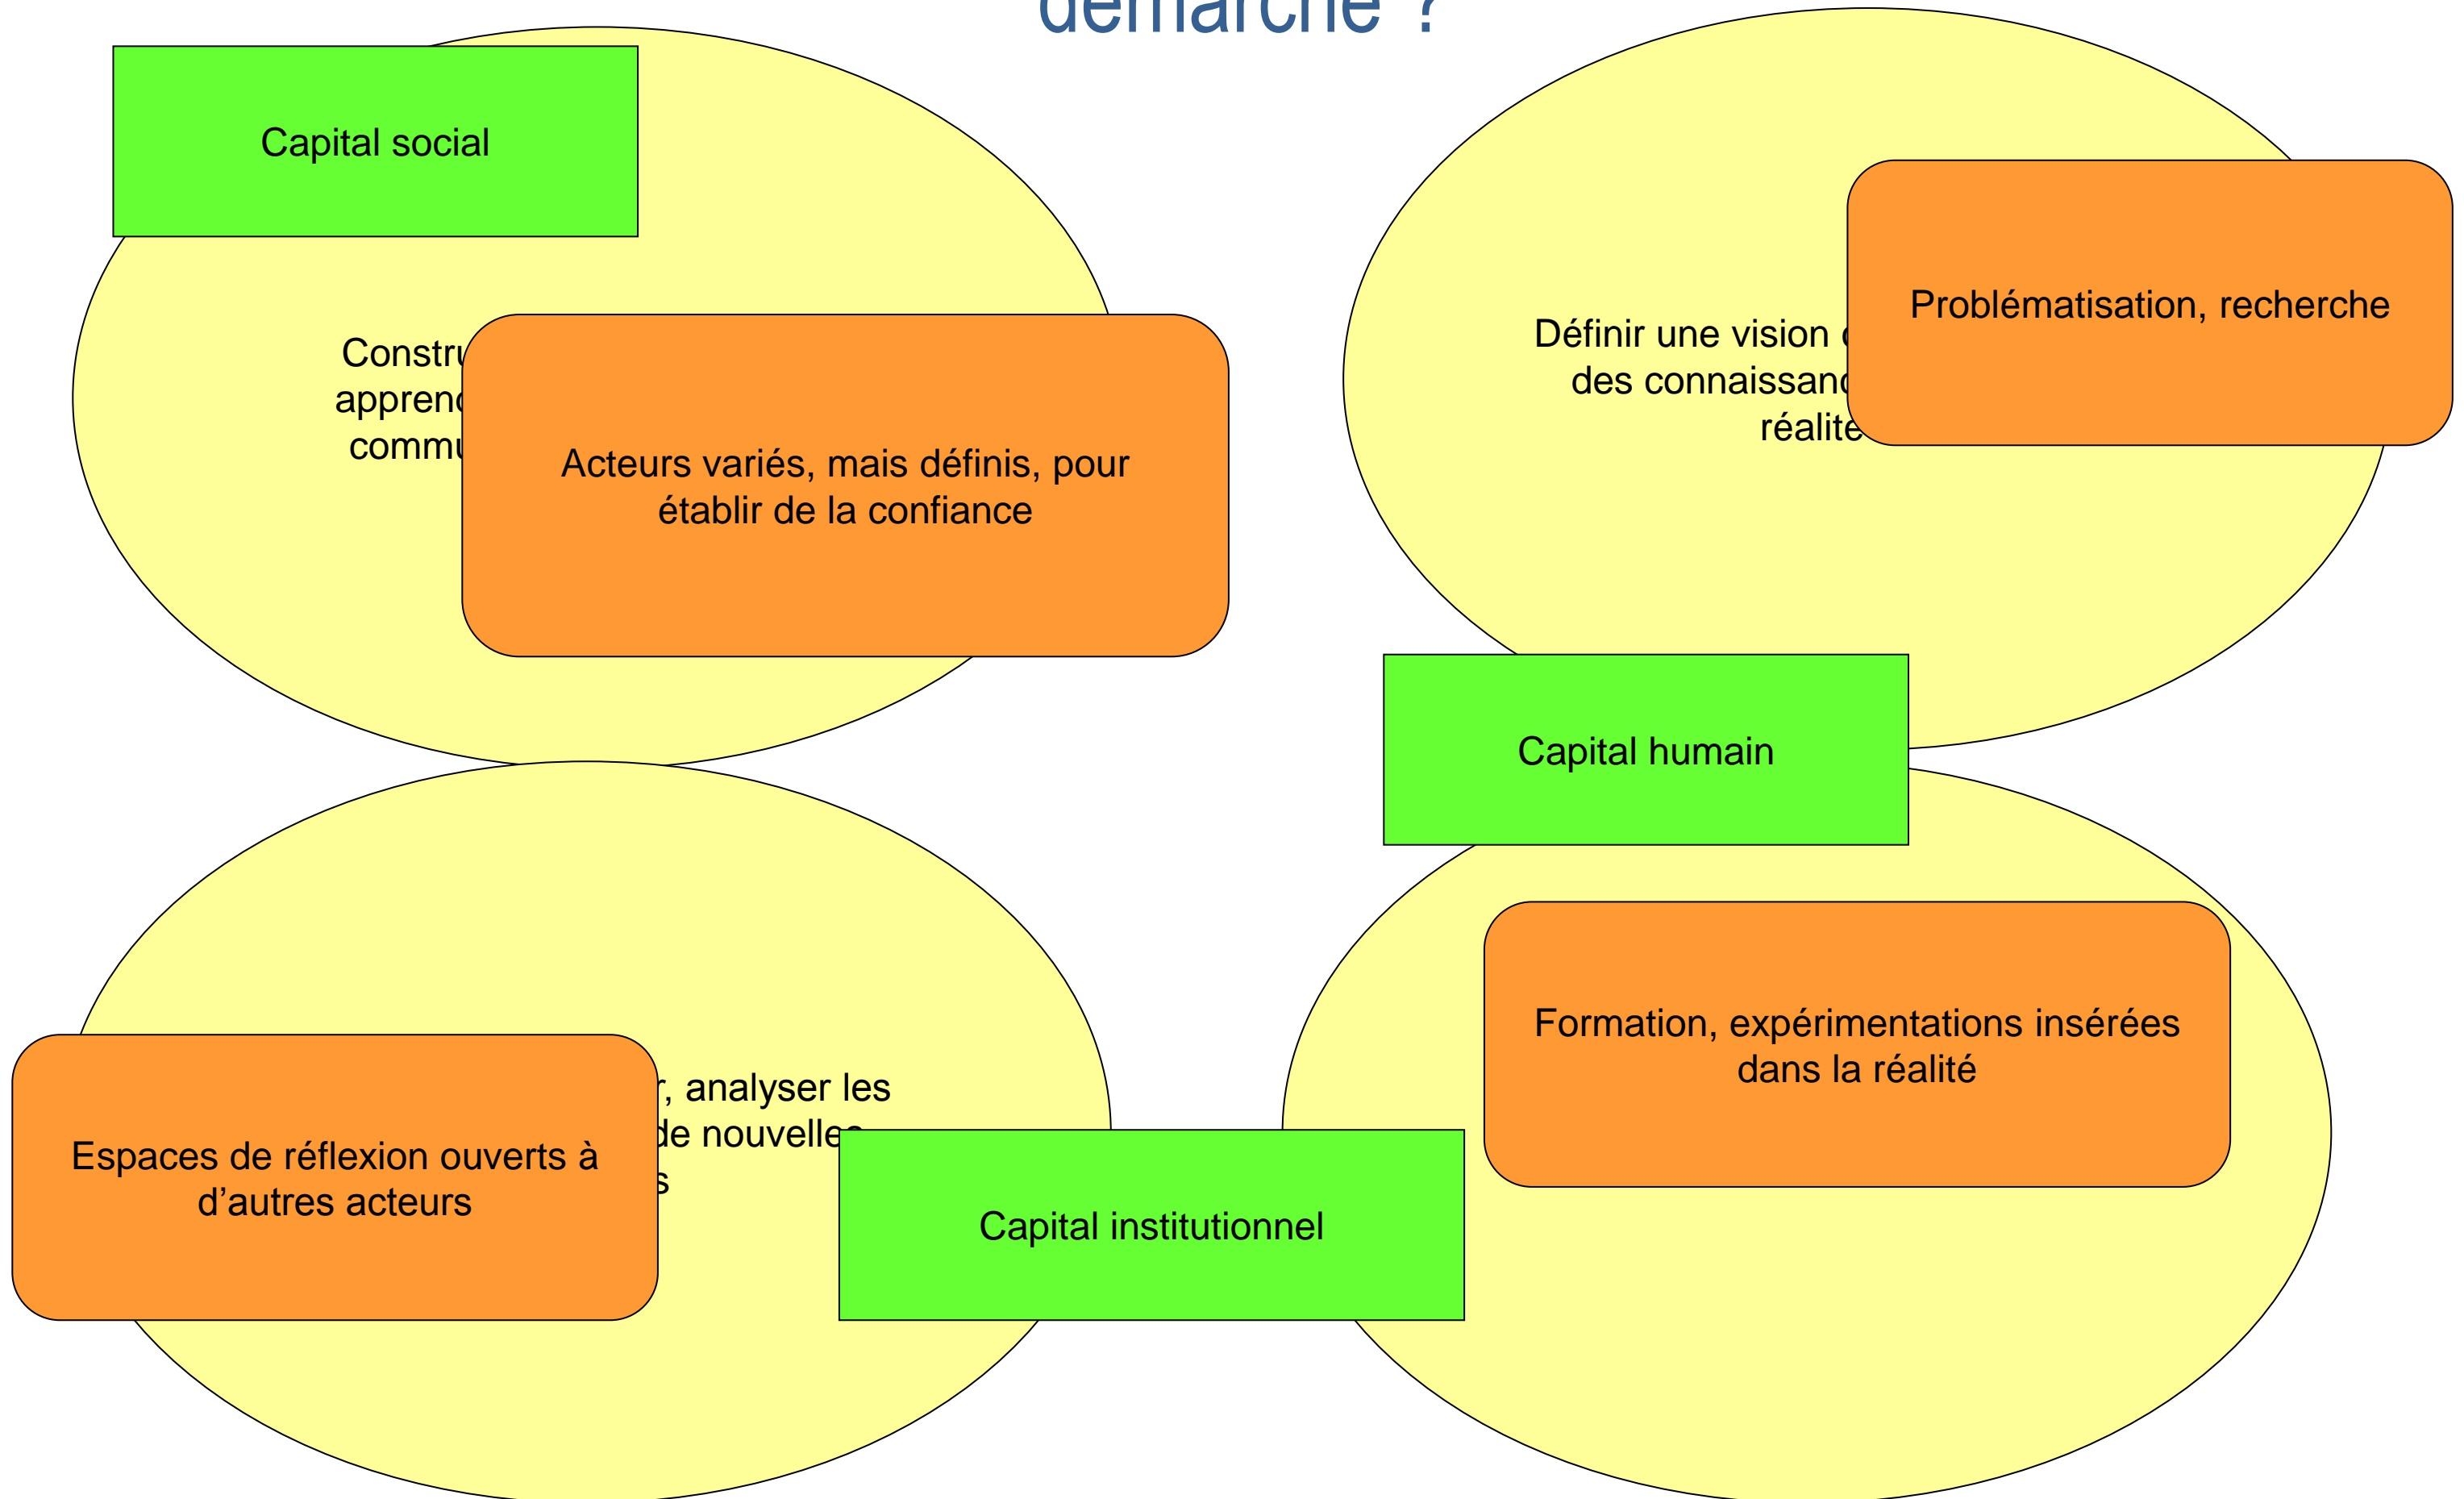 démarche ?
Capital social
Problématisation, recherche
Définir une vision
des connaissanc
réalité
Constru
apprend
commu
Acteurs variés, mais définis, pour
établir de la confiance
Capital humain
Formation, expérimentations insérées
dans la réalité
r, analyser les
de nouvelles
s
Espaces de réflexion ouverts à
d’autres acteurs
Capital institutionnel